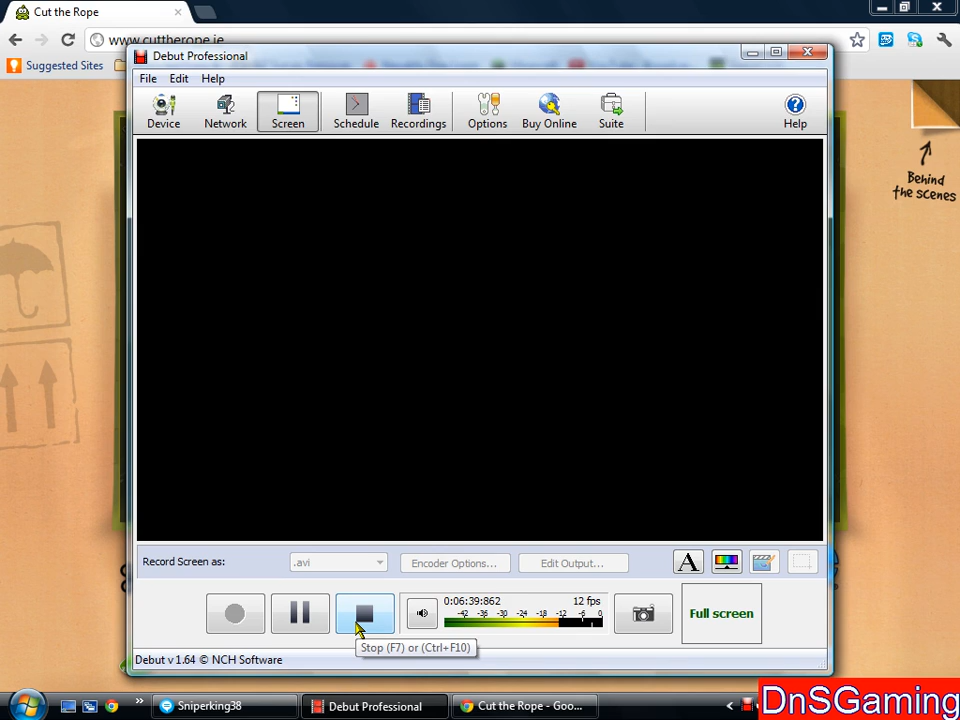 Cut the Rope
www.cuttherope.ie
Suggested Sites
Debut Professional
File Edit Help
Device Network Screen Schedule Recordings Options Buy Online Suite Help
Behind
the scenes
Record Screen as: .avi Encoder Options... Edit Output...
A
0:06:39:862 12 fps
-42 -36 -30 -24 -18 -12 -6 0
Full screen
Stop (F7) or (Ctrl+F10)
Debut v 1.64 © NCH Software
Sniperking38 Debut Professional Cut the Rope - Goo...
DnSGaming